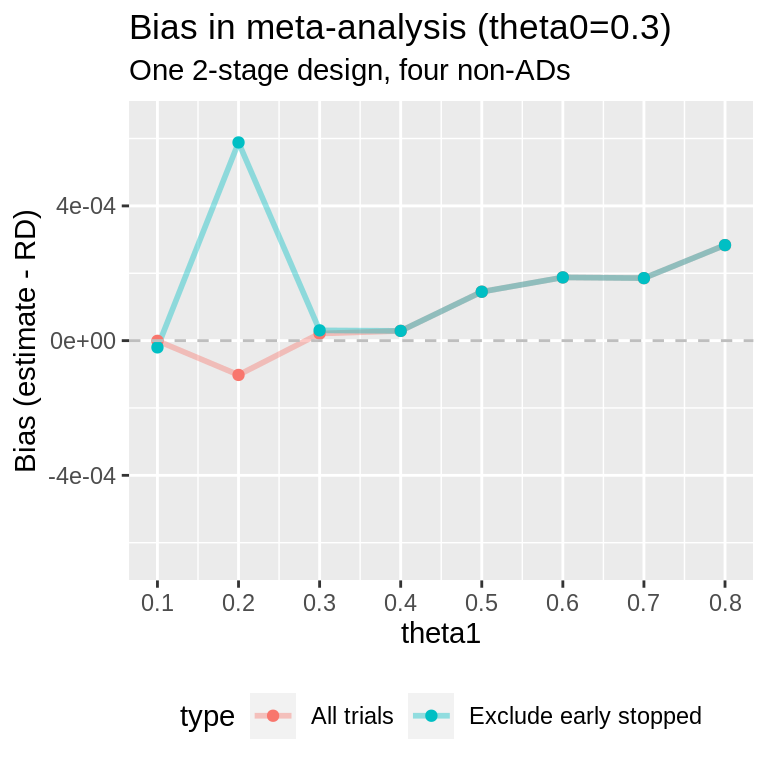 Bias in meta-analysis (theta0=0.3)
One 2-stage design, four non-ADs
Bias (estimate - RD)
4e-04
0e+00
-4e-04
0.1 0.2 0.3 0.4 0.5 0.6 0.7 0.8
theta1
type All trials Exclude early stopped